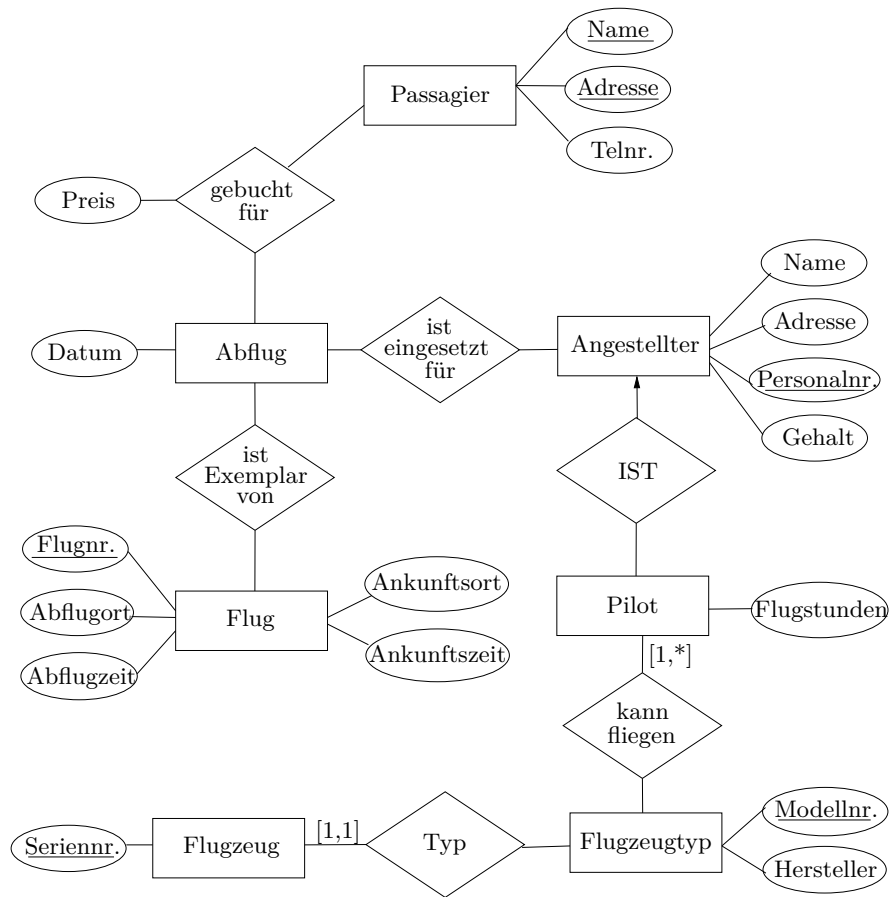 Name
Passagier
Adresse
Telnr.
gebucht
für
Preis
Name
Datum
Abflug
ist
eingesetzt
für
Angestellter
Adresse
Personalnr.
Gehalt
ist
Exemplar
von
IST
Flugnr.
Abflugort
Abflugzeit
Flug
Ankunftsort
Ankunftszeit
Pilot
Flugstunden
[1,*]
kann
fliegen
Seriennr.
Flugzeug
[1,1]
Typ
Flugzeugtyp
Modellnr.
Hersteller